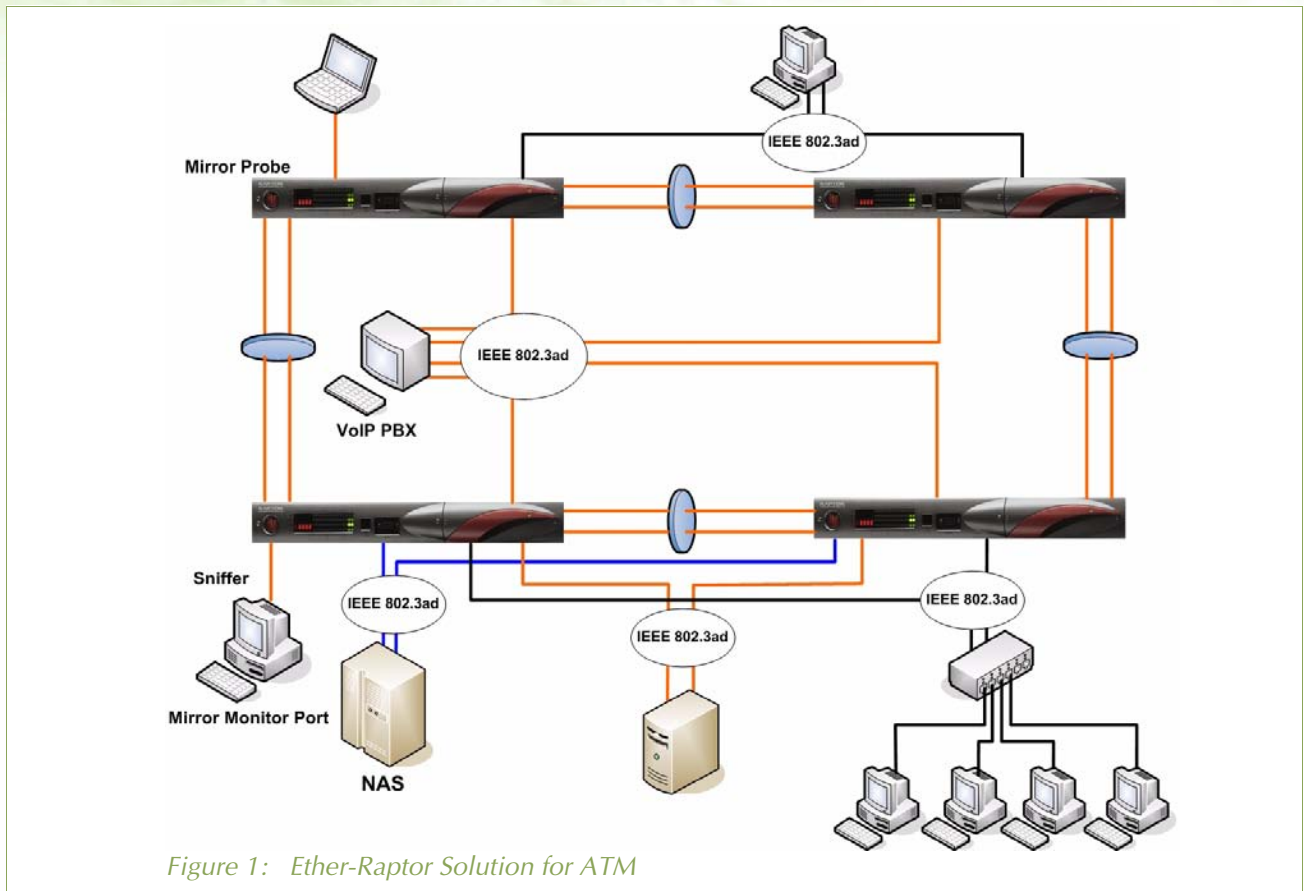 IEEE 802.3ad
Mirror Probe
IEEE 802.3ad
VoIP PBX
Sniffer
IEEE 802.3ad
IEEE 802.3ad
IEEE 802.3ad
Mirror Monitor Port
NAS
Figure 1: Ether-Raptor Solution for ATM